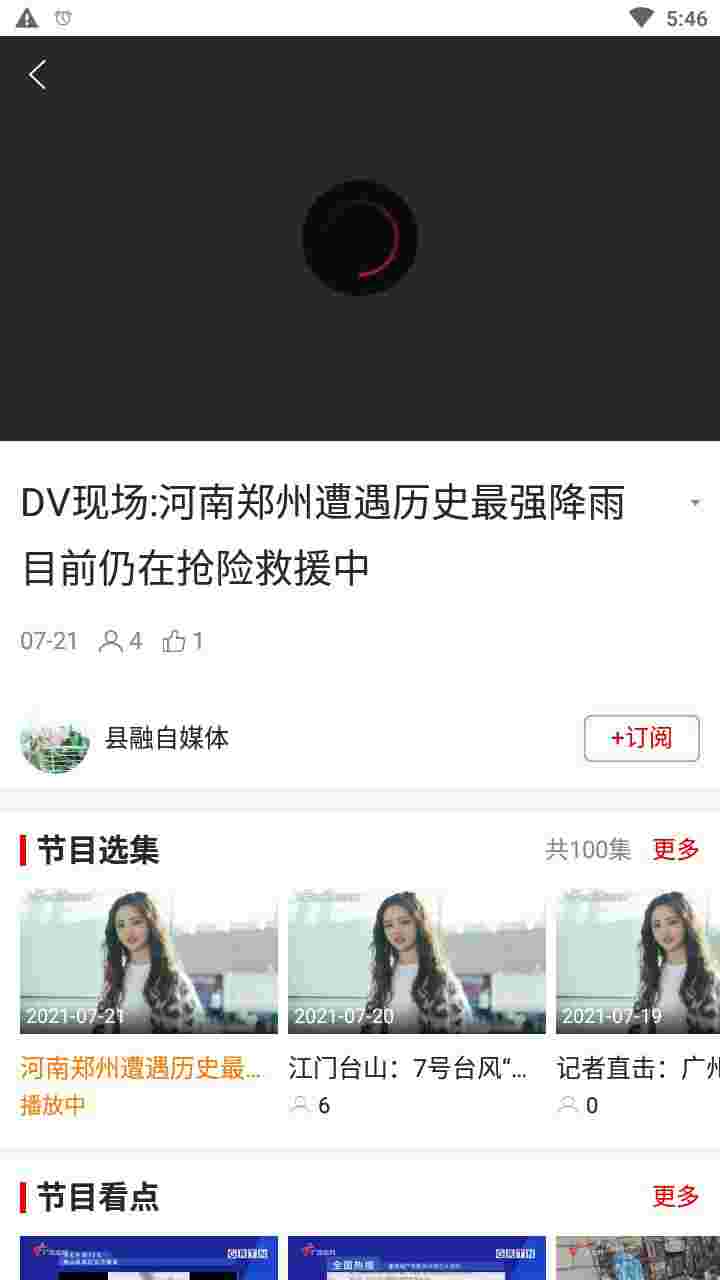 5:46
DV现场:河南郑州遭遇历史最强降雨
目前仍在抢险救援中
07-21 4 1
县融自媒体
+订阅
节目选集
共100集 更多
2021-07-21
2021-07-20
2021-07-19
河南郑州遭遇历史最...
江门台山：7号台风“...
记者直击：广州
播放中
6
0
节目看点
更多
GRTN
全国热榜
GRTN